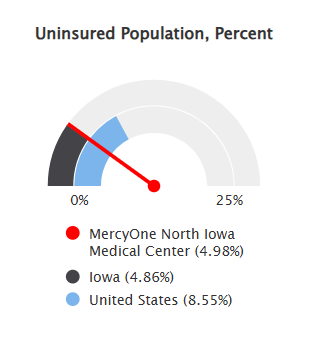 Uninsured Population, Percent
0%
25%
MercyOne North Iowa
Medical Center (4.98%)
Iowa (4.86%)
United States (8.55%)